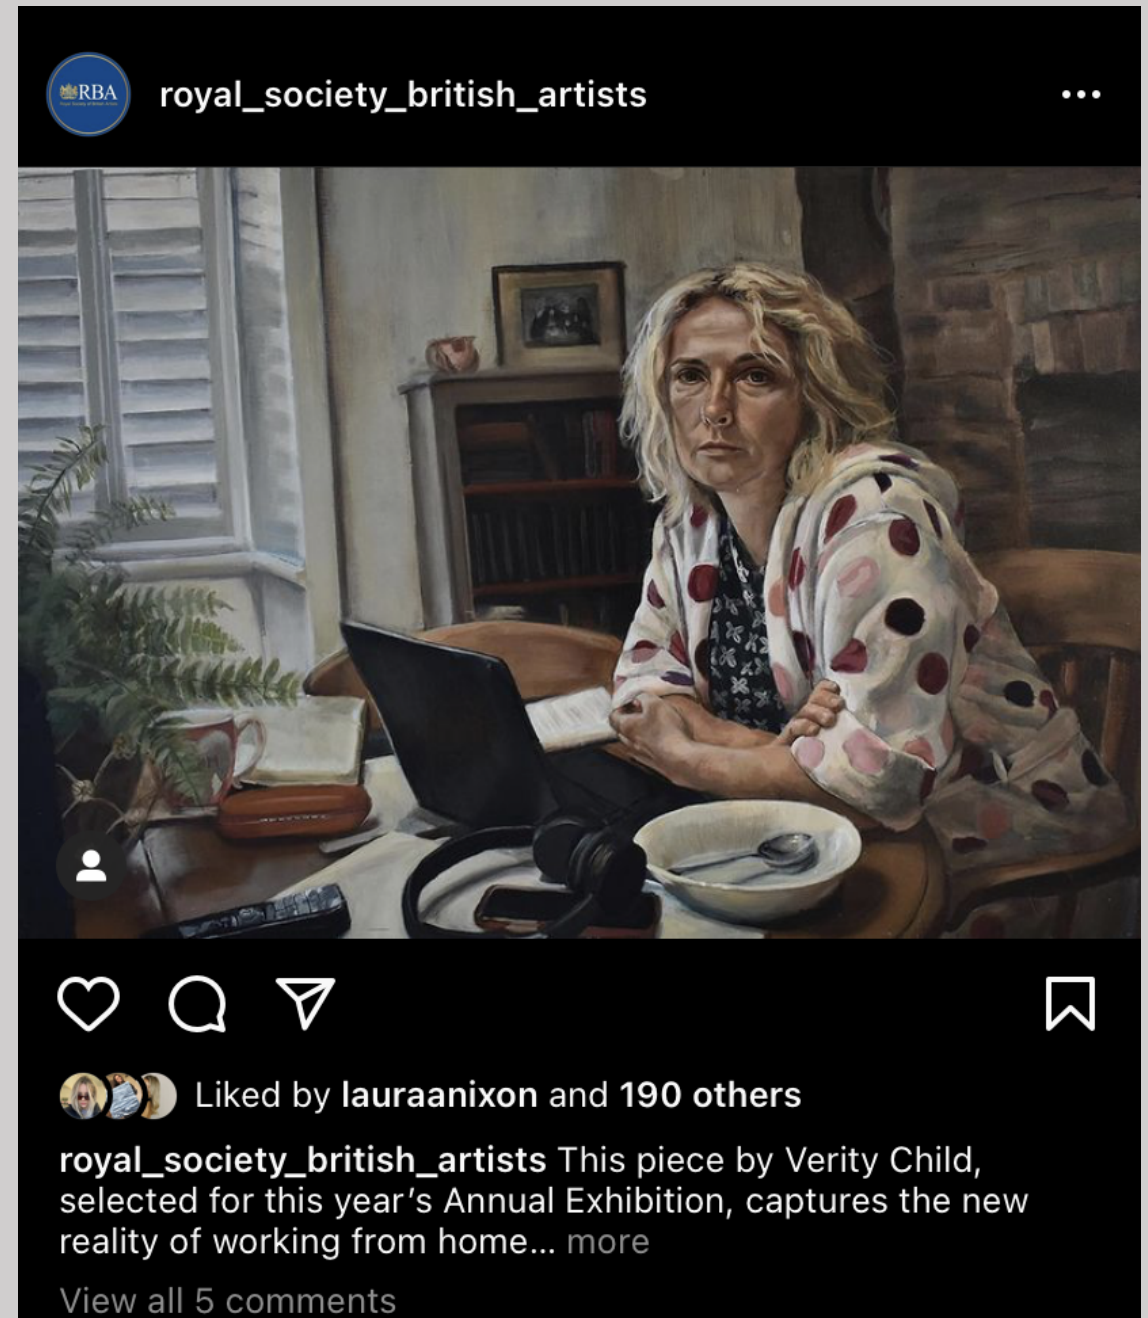 RBA
royal_society_british_artists
Liked by lauraanixon and 190 others
royal_society_british_artists This piece by Verity Child,
selected for this year's Annual Exhibition, captures the new
reality of working from home... more
View all 5 comments